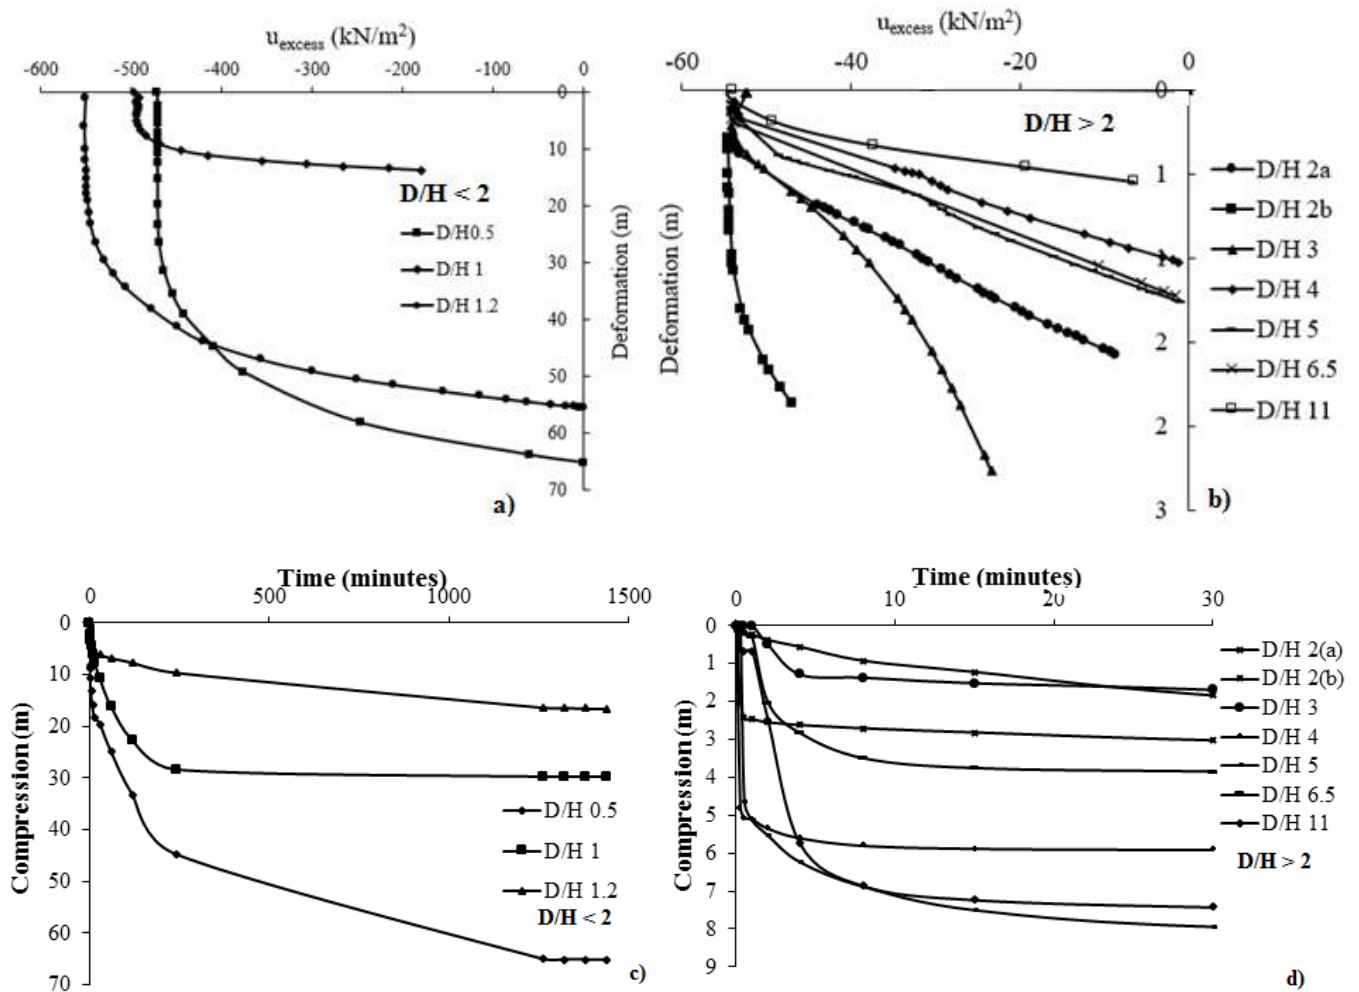 u_excess (kN/m²)
-600 -500 -400 -300 -200 -100 0
0
10
20
30
40
50
60
70
D/H < 2
D/H0.5
D/H 1
D/H 1.2
Deformation (m)
a)
u_excess (kN/m²)
-60 -40 -20 0
0
1
1
2
2
3
D/H > 2
Deformation (m)
D/H 2a
D/H 2b
D/H 3
D/H 4
D/H 5
D/H 6.5
D/H 11
b)
Time (minutes)
0 500 1000 1500
0
10
20
30
40
50
60
70
Compression (m)
D/H 0.5
D/H 1
D/H 1.2
D/H < 2
c)
Time (minutes)
0 10 20 30
0
1
2
3
4
5
6
7
8
9
Compression (m)
D/H 2(a)
D/H 2(b)
D/H 3
D/H 4
D/H 5
D/H 6.5
D/H 11
D/H > 2
d)